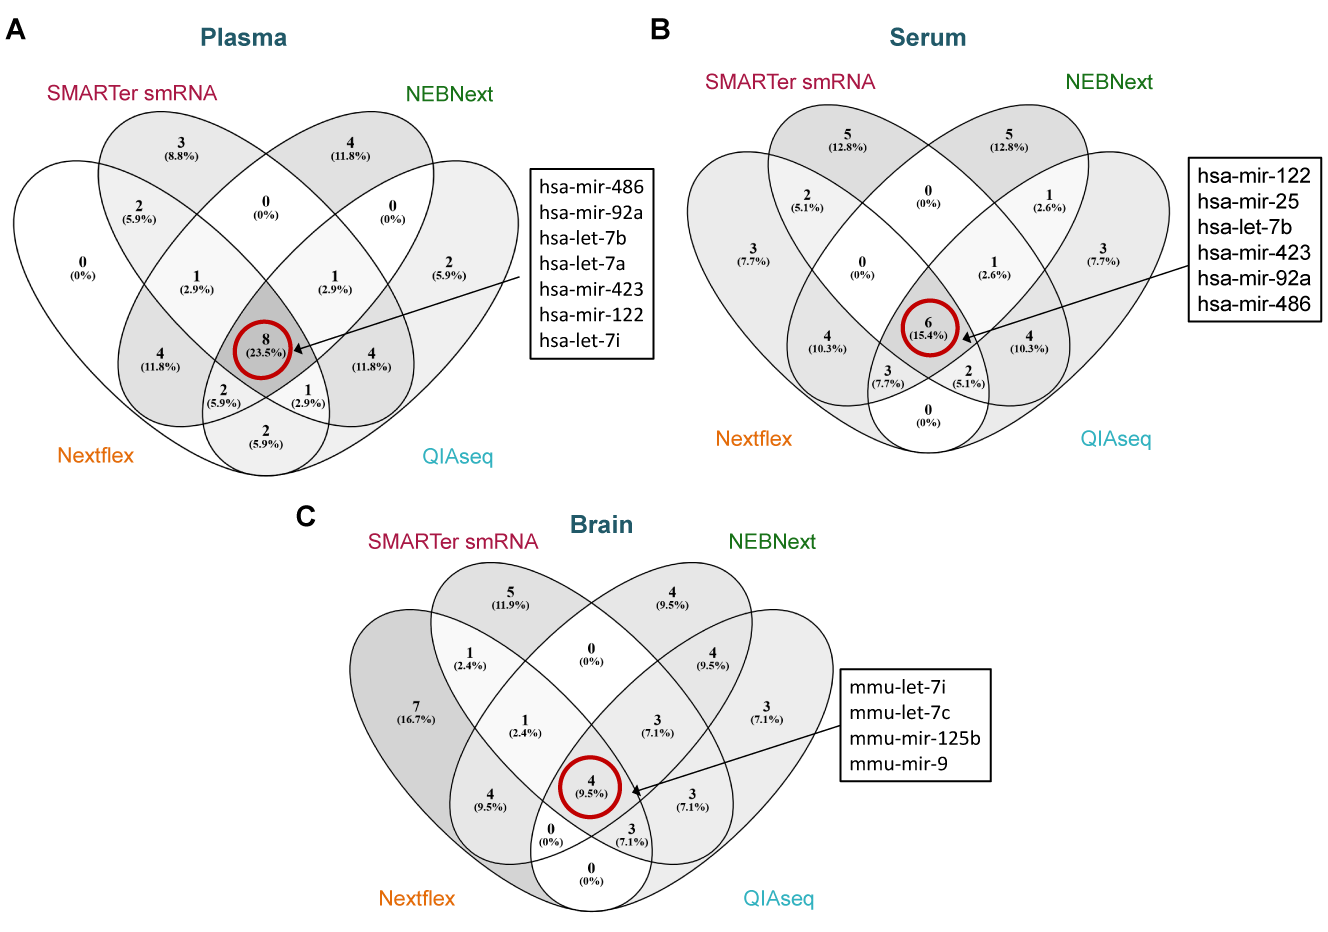 A
Plasma
SMARTer smRNA
NEBNext
3
(8.8%)
4
(11.8%)
2
(5.9%)
0
(0%)
0
(0%)
0
(0%)
1
(2.9%)
1
(2.9%)
2
(5.9%)
8
(23.5%)
4
(11.8%)
4
(11.8%)
2
(5.9%)
1
(2.9%)
2
(5.9%)
Nextflex
QIAseq
hsa-mir-486
hsa-mir-92a
hsa-let-7b
hsa-let-7a
hsa-mir-423
hsa-mir-122
hsa-let-7i
B
Serum
SMARTer smRNA
NEBNext
5
(12.8%)
5
(12.8%)
2
(5.1%)
0
(0%)
1
(2.6%)
3
(7.7%)
0
(0%)
1
(2.6%)
3
(7.7%)
6
(15.4%)
4
(10.3%)
4
(10.3%)
3
(7.7%)
2
(5.1%)
0
(0%)
Nextflex
QIAseq
hsa-mir-122
hsa-mir-25
hsa-let-7b
hsa-mir-423
hsa-mir-92a
hsa-mir-486
C
Brain
SMARTer smRNA
NEBNext
5
(11.9%)
4
(9.5%)
1
(2.4%)
0
(0%)
4
(9.5%)
7
(16.7%)
1
(2.4%)
3
(7.1%)
3
(7.1%)
4
(9.5%)
4
(9.5%)
3
(7.1%)
0
(0%)
3
(7.1%)
0
(0%)
Nextflex
QIAseq
mmu-let-7i
mmu-let-7c
mmu-mir-125b
mmu-mir-9